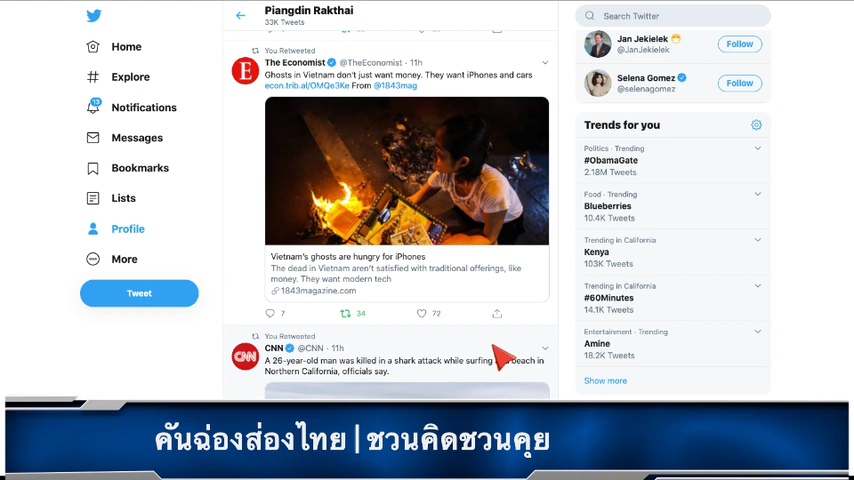 Piangdin Rakthai
33K Tweets
Home
Explore
13
Notifications
Messages
Bookmarks
Lists
Profile
More
Tweet
You Retweeted
The Economist @TheEconomist · 11h
Ghosts in Vietnam don't just want money. They want iPhones and cars
econ.trib.al/OMQe3Ke From @1843mag
Vietnam's ghosts are hungry for iPhones
The dead in Vietnam aren't satisfied with traditional offerings, like
money. They want modern tech
1843magazine.com
7 34 72
You Retweeted
CNN @CNN · 11h
A 26-year-old man was killed in a shark attack while surfing beach in
Northern California, officials say.
Search Twitter
Jan Jekielek
@JanJekielek
Follow
Selena Gomez
@selenagomez
Follow
Trends for you
Politics · Trending
#ObamaGate
2.18M Tweets
Food · Trending
Blueberries
10.4K Tweets
Trending in California
Kenya
103K Tweets
Trending in California
#60Minutes
14.1K Tweets
Entertainment · Trending
Amine
18.2K Tweets
Show more
คันฉ่องส่องไทย | ชวนคิดชวนคุย